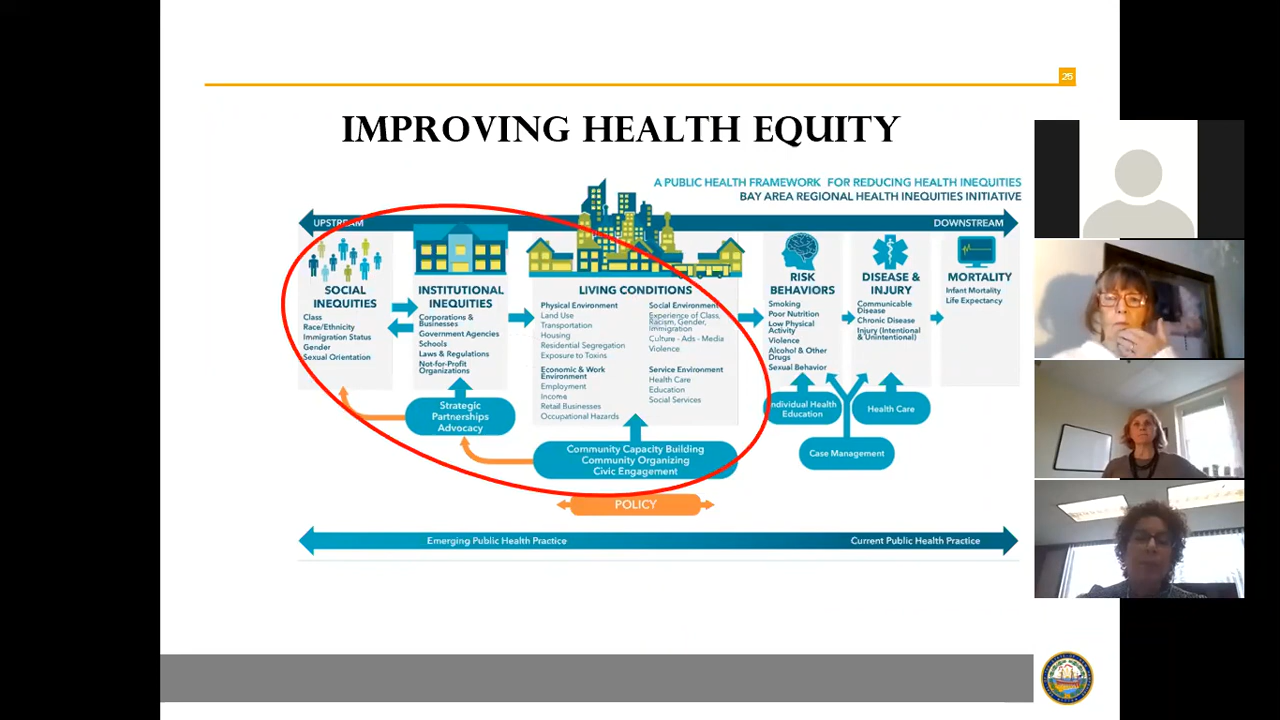 25
IMPROVING HEALTH EQUITY
A PUBLIC HEALTH FRAMEWORK FOR REDUCING HEALTH INEQUITIES
BAY AREA REGIONAL HEALTH INEQUITIES INITIATIVE
UPSTREAM
DOWNSTREAM
SOCIAL
INEQUITIES
Class
Race/Ethnicity
Immigration Status
Gender
Sexual Orientation
INSTITUTIONAL
INEQUITIES
Corporations &
Businesses
Government Agencies
Schools
Laws & Regulations
Not-for-Profit
Organizations
Strategic
Partnerships
Advocacy
LIVING CONDITIONS
Physical Environment
Land Use
Transportation
Housing
Residential Segregation
Exposure to Toxins
Economic & Work
Environment
Employment
Income
Retail Businesses
Occupational Hazards
Social Environment
Experience of Class,
Racism, Gender,
Immigration
Culture - Ads - Media
Violence
Service Environment
Health Care
Education
Social Services
Community Capacity Building
Community Organizing
Civic Engagement
RISK
BEHAVIORS
Smoking
Poor Nutrition
Low Physical
Activity
Violence
Alcohol & Other
Drugs
Sexual Behavior
Individual Health
Education
DISEASE &
INJURY
Communicable
Disease
Chronic Disease
Injury (Intentional
& Unintentional)
Health Care
Case Management
MORTALITY
Infant Mortality
Life Expectancy
POLICY
Emerging Public Health Practice
Current Public Health Practice